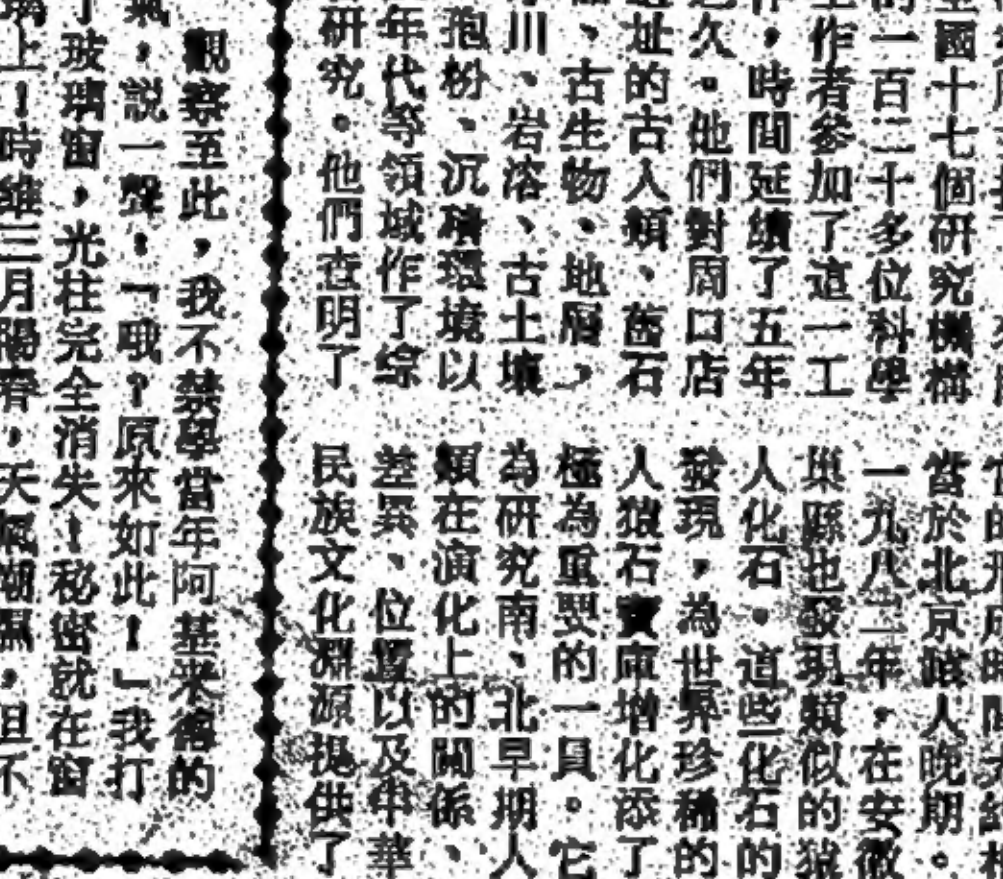 國十七個研究機構
的一百二十多位科學
工作者參加了這一工
作，時間延續了五年
之久。他們對周口店
遺址的古人類、舊石
、古生物、地層、
川、岩溶、古土壤
孢粉、沉積環境以
年代等領域作了综
研究。他們查明了
當於北京猿人晚期。
一九八二年，在安徽
巢縣也發現類似的猿
人化石。這些化石的
發現，為世界珍稀的
人猿石寶庫增化添了
極為重要的一員。它
為研究南、北早期人
類在演化上的關係、
差異、位置以及中華
民族文化淵源提供了
觀察至此，我不禁學當年阿基米德的
氣，說一聲：「哦？原來如此！」我打
了玻璃窗，光柱完全消失！秘密就在窗
璃上！時維三月陽春，天氣潮濕，但不